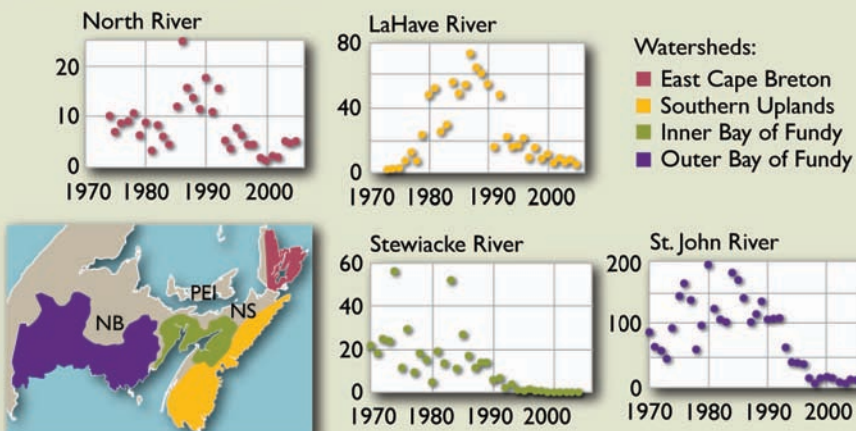 North River
20
10
0
1970 1980 1990 2000
LaHave River
80
40
0
1970 1980 1990 2000
Watersheds:
East Cape Breton
Southern Uplands
Inner Bay of Fundy
Outer Bay of Fundy
PEI
NB
NS
Stewiacke River
60
40
20
0
1970 1980 1990 2000
St. John River
200
100
0
1970 1980 1990 2000